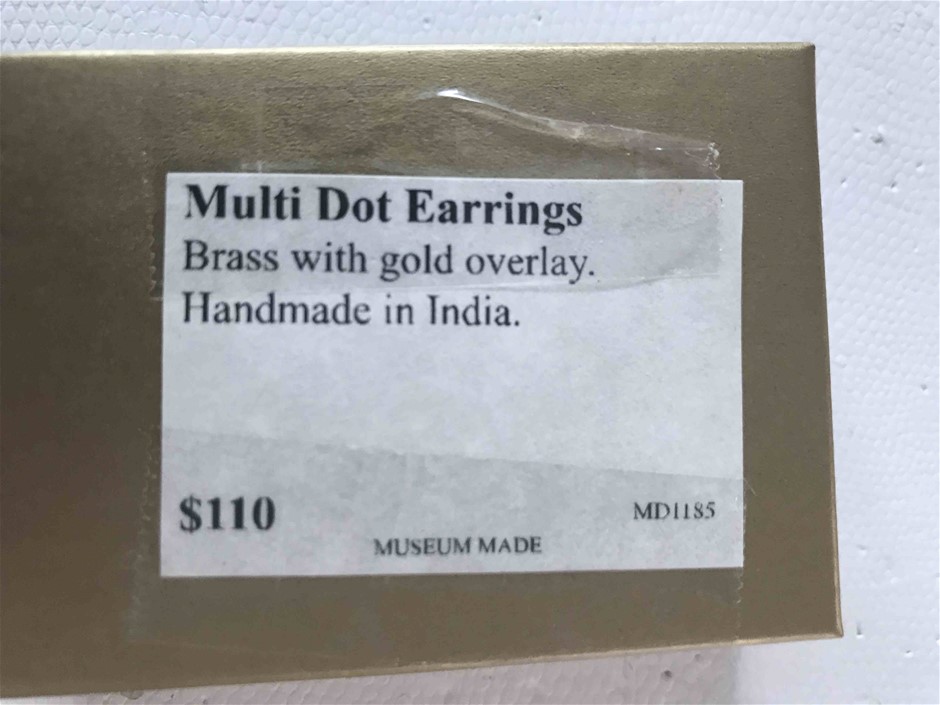 Multi Dot Earrings
Brass with gold overlay.
Handmade in India.
$110
MD1185
MUSEUM MADE